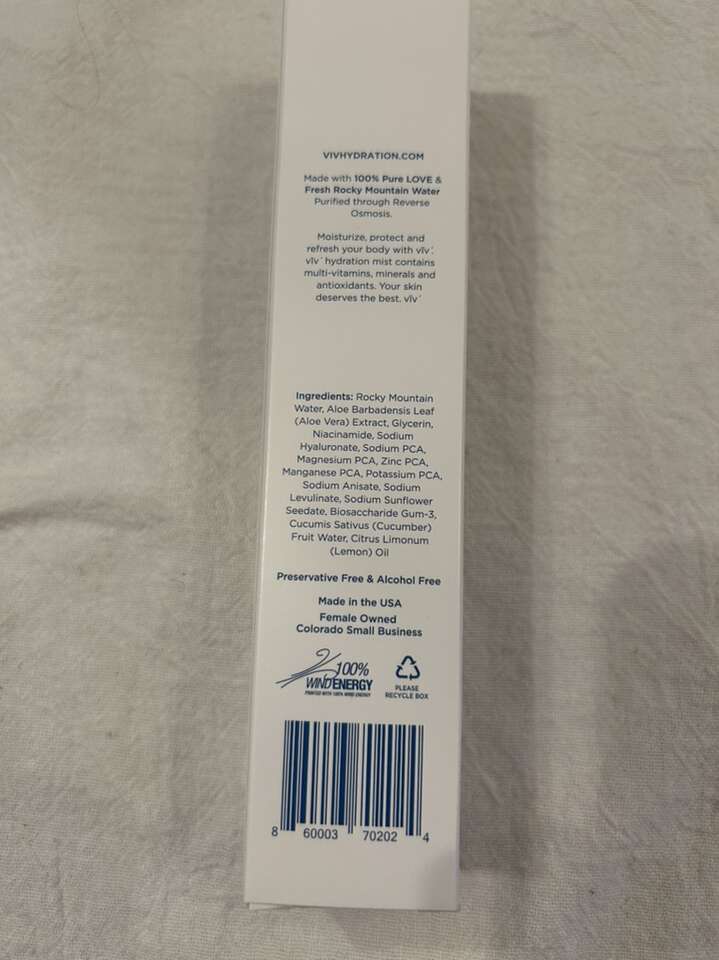 VIVHYDRATION.COM
Made with 100% Pure LOVE &
Fresh Rocky Mountain Water
Purified through Reverse
Osmosis.
Moisturize, protect and
refresh your body with vīv´.
vīv´ hydration mist contains
multi-vitamins, minerals and
antioxidants. Your skin
deserves the best. vīv´
Ingredients: Rocky Mountain
Water, Aloe Barbadensis Leaf
(Aloe Vera) Extract, Glycerin,
Niacinamide, Sodium
Hyaluronate, Sodium PCA,
Magnesium PCA, Zinc PCA,
Manganese PCA, Potassium PCA,
Sodium Anisate, Sodium
Levulinate, Sodium Sunflower
Seedate, Biosaccharide Gum-3,
Cucumis Sativus (Cucumber)
Fruit Water, Citrus Limonum
(Lemon) Oil
Preservative Free & Alcohol Free
Made in the USA
Female Owned
Colorado Small Business
100%
WIND ENERGY
PRINTED WITH 100% WIND ENERGY
PLEASE
RECYCLE BOX
8 60003 70202 4